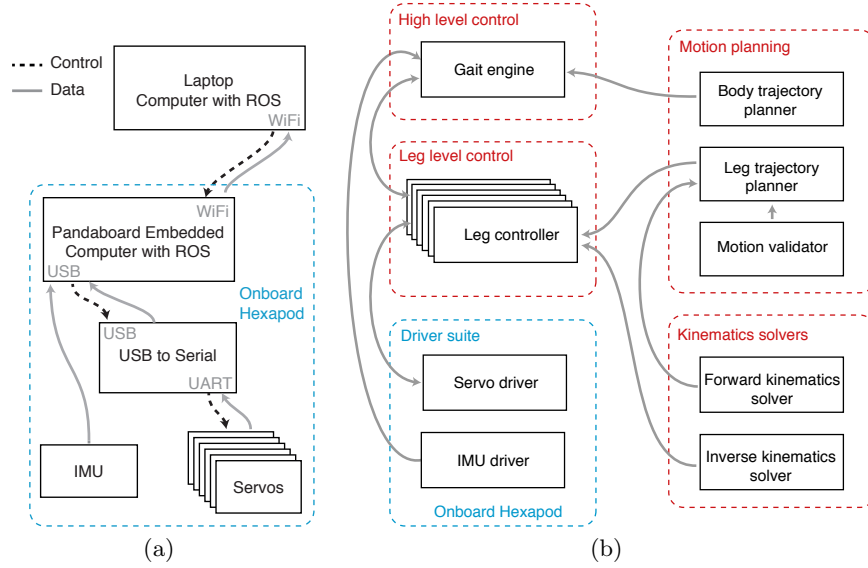 Control
Data
Laptop
Computer with ROS
WiFi
WiFi
Pandaboard Embedded
Computer with ROS
USB
Onboard
Hexapod
USB
USB to Serial
UART
IMU
Servos
(a)
High level control
Gait engine
Motion planning
Body trajectory
planner
Leg level control
Leg trajectory
planner
Leg controller
Motion validator
Driver suite
Kinematics solvers
Servo driver
Forward kinematics
solver
IMU driver
Inverse kinematics
solver
Onboard Hexapod
(b)